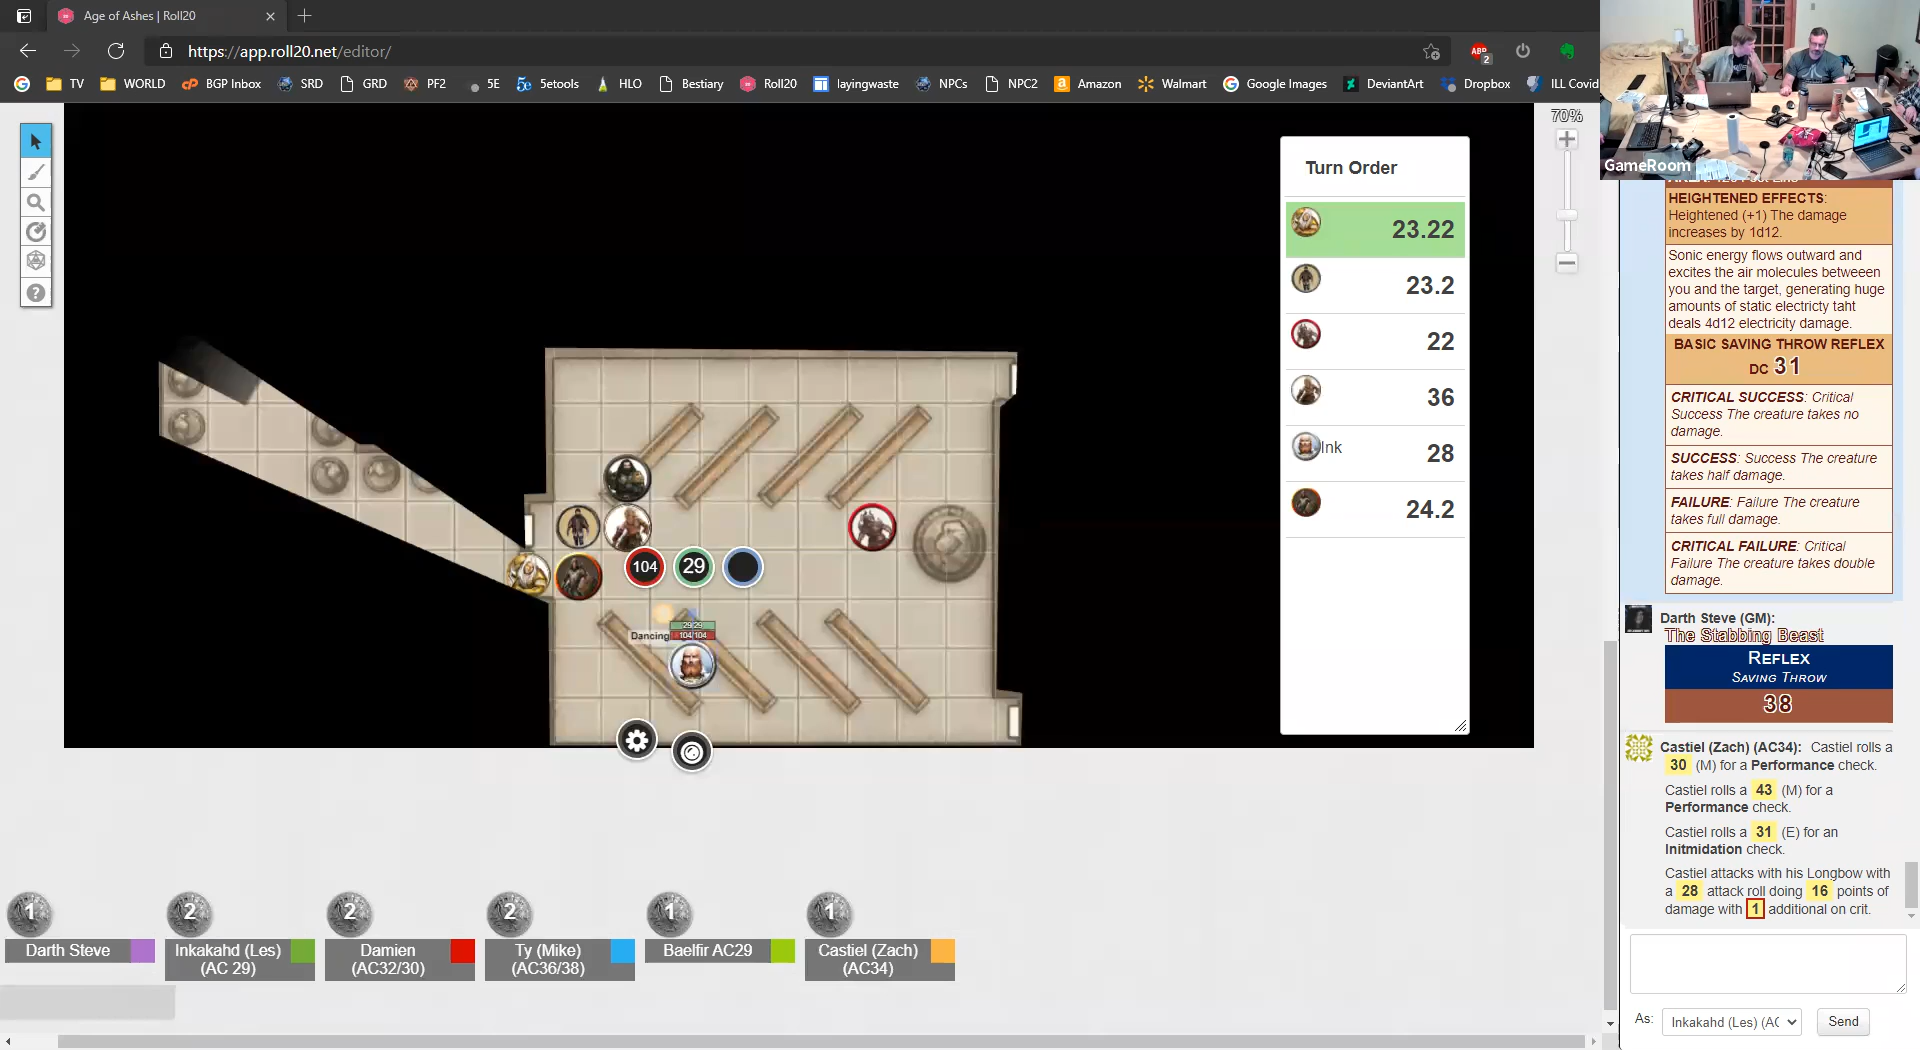 Age of Ashes | Roll20
https://app.roll20.net/editor/
ABP
2
TV
WORLD
BGP Inbox
SRD
GRD
PF2
5E
5e
5etools
HLO
Bestiary
Roll20
layingwaste
NPCs
NPC2
Amazon
Walmart
Google Images
DeviantArt
Dropbox
ILL Covid
GameRoom
70%
Turn Order
23.22
23.2
22
36
Ink
28
24.2
104
29
29/29
104/104
Dancing
HEIGHTENED EFFECTS:
Heightened (+1) The damage
increases by 1d12.
Sonic energy flows outward and
excites the air molecules betweeen
you and the target, generating huge
amounts of static electricty taht
deals 4d12 electricity damage.
BASIC SAVING THROW REFLEX
DC 31
CRITICAL SUCCESS: Critical
Success The creature takes no
damage.
SUCCESS: Success The creature
takes half damage.
FAILURE: Failure The creature
takes full damage.
CRITICAL FAILURE: Critical
Failure The creature takes double
damage.
Darth Steve (GM):
The Stabbing Beast
REFLEX
SAVING THROW
38
Castiel (Zach) (AC34): Castiel rolls a
30 (M) for a Performance check.
Castiel rolls a 43 (M) for a
Performance check.
Castiel rolls a 31 (E) for an
Initmidation check.
Castiel attacks with his Longbow with
a 28 attack roll doing 16 points of
damage with 1 additional on crit.
1
Darth Steve
2
Inkakahd (Les)
(AC 29)
2
Damien
(AC32/30)
2
Ty (Mike)
(AC36/38)
1
Baelfir AC29
1
Castiel (Zach)
(AC34)
As:
Inkakahd (Les) (AC
Send